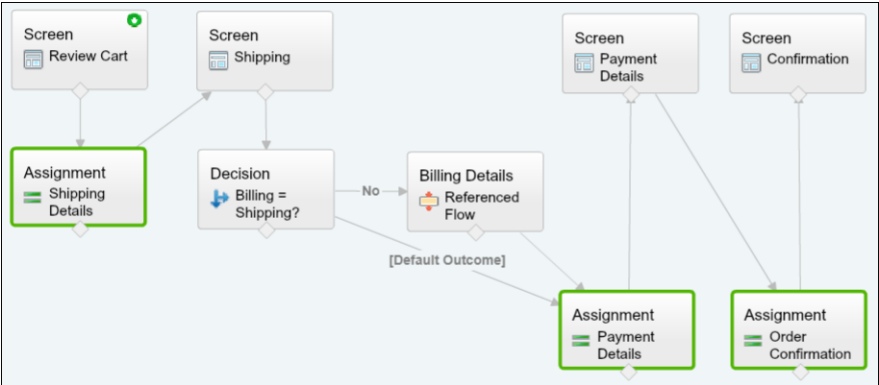 Screen
Review Cart
Screen
Shipping
Screen
Payment
Details
Screen
Confirmation
Assignment
Shipping
Details
Decision
Billing =
Shipping?
No
Billing Details
Referenced
Flow
[Default Outcome]
Assignment
Payment
Details
Assignment
Order
Confirmation